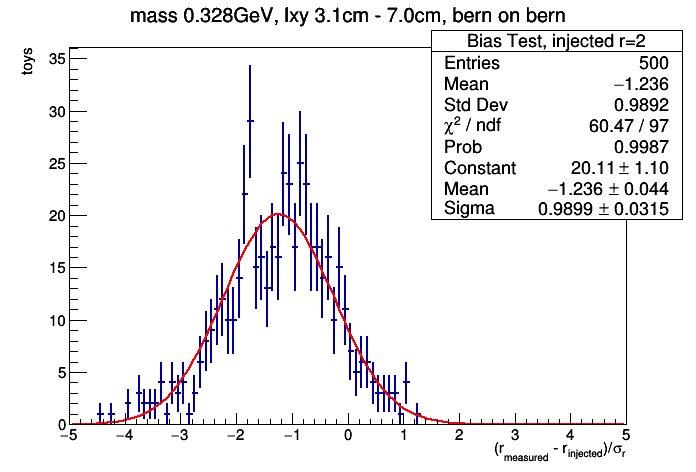 mass 0.328GeV, lxy 3.1cm - 7.0cm, bern on bern
toys
Bias Test, injected r=2
Entries 500
Mean −1.236
Std Dev 0.9892
χ² / ndf 60.47 / 97
Prob 0.9987
Constant 20.11 ± 1.10
Mean −1.236 ± 0.044
Sigma 0.9899 ± 0.0315
35
30
25
20
15
10
5
0
−5 −4 −3 −2 −1 0 1 2 3 4 5
(r_measured - r_injected)/σ_r